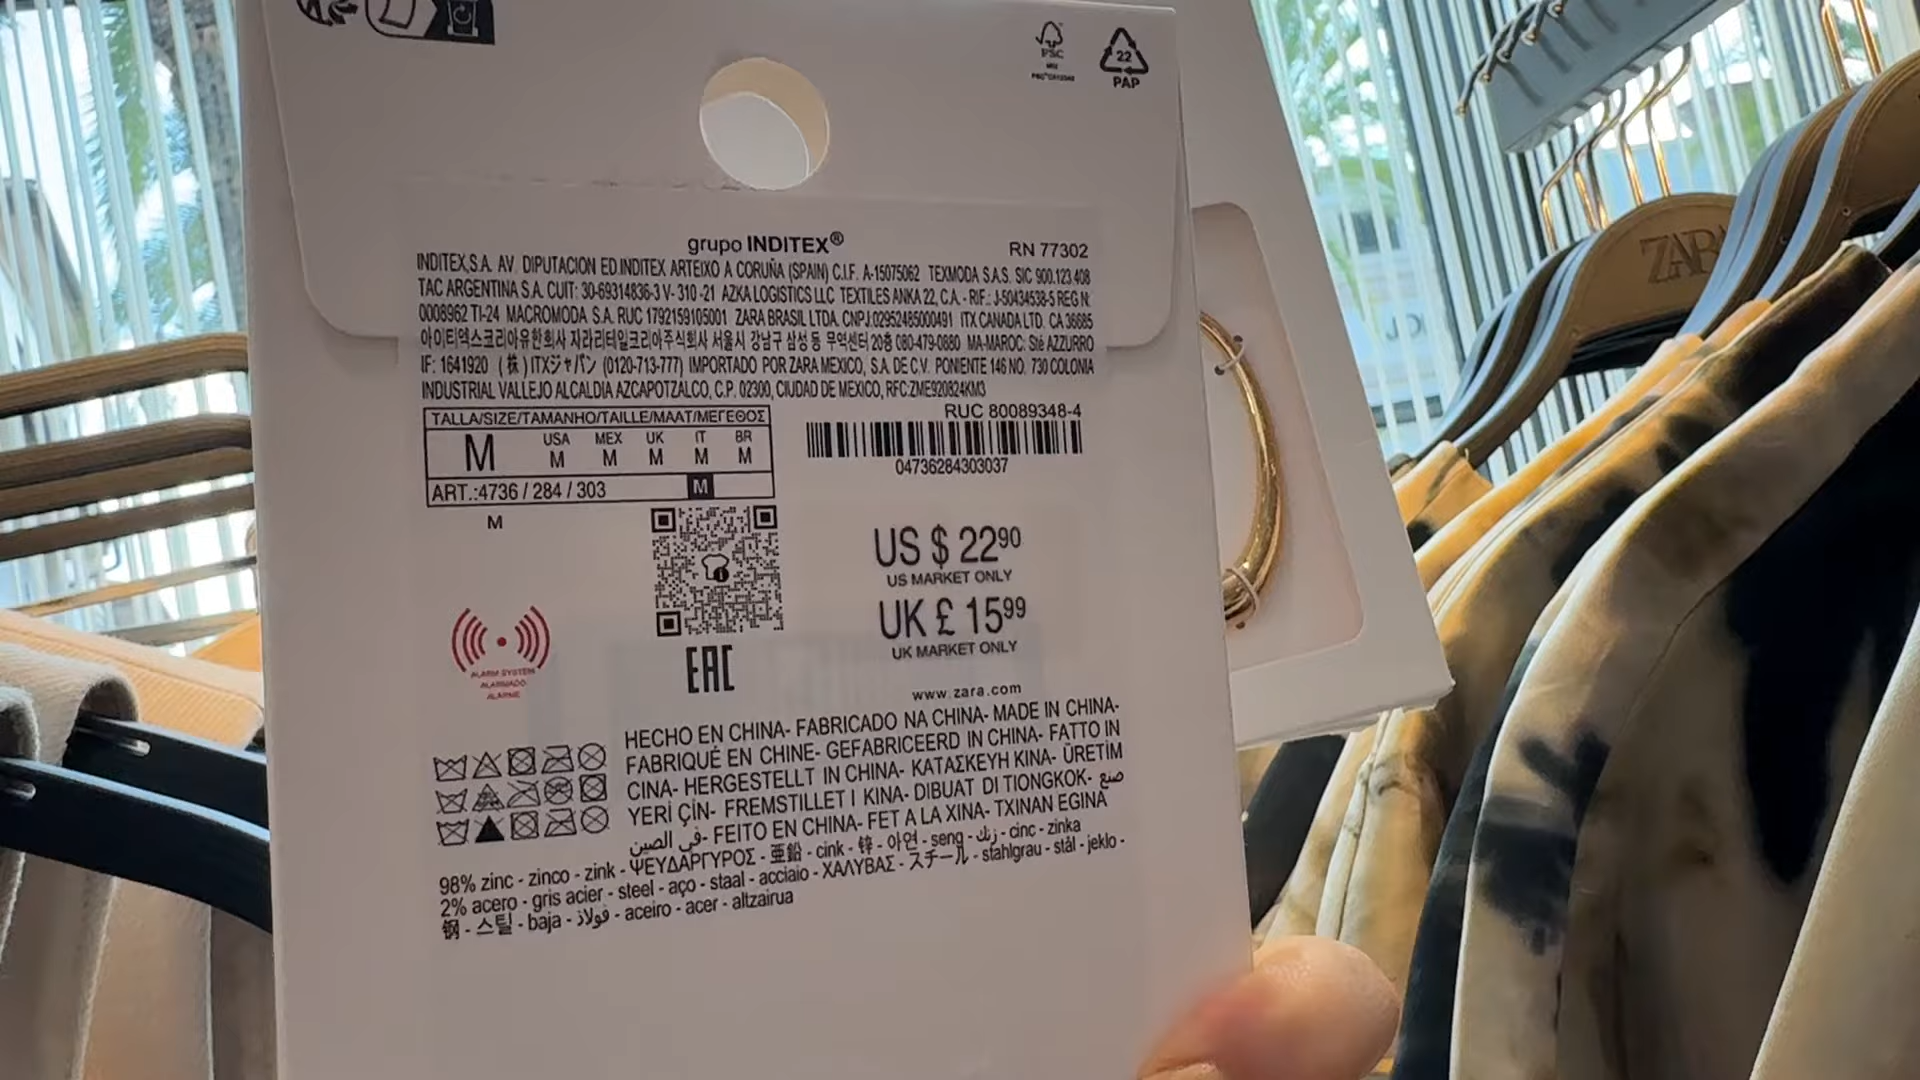 FSC
22
PAP
grupo INDITEX®
RN 77302
INDITEX,S.A. AV. DIPUTACION ED.INDITEX ARTEIXO A CORUÑA (SPAIN) C.I.F. A-15075062 TEXMODA S.A.S. SIC 900.123.408
TAC ARGENTINA S.A. CUIT: 30-69314836-3 V- 310 -21 AZKA LOGISTICS LLC TEXTILES ANKA 22, C.A. - RIF.: J-50434538-5 REG N:
0008962 TI-24 MACROMODA S.A. RUC 1792159105001 ZARA BRASIL LTDA. CNPJ.:02952485000491 ITX CANADA LTD. CA 36685
아이티엑스코리아유한회사 자라리테일코리아주식회사 서울시 강남구 삼성동 무역센터 20층 080-479-0880 MA-MAROC: Sté AZZURRO
IF: 1641920 (株)ITXジャパン (0120-713-777) IMPORTADO POR ZARA MEXICO, S.A. DE C.V. PONIENTE 146 NO. 730 COLONIA
INDUSTRIAL VALLEJO ALCALDIA AZCAPOTZALCO, C.P. 02300, CIUDAD DE MEXICO, RFC:ZME920824KM3
TALLA/SIZE/TAMANHO/TAILLE/MAAT/ΜΕΓΕΘΟΣ
M USA M MEX M UK M IT M BR M
ART.:4736 / 284 / 303 M
M
RUC 80089348-4
04736284303037
US $ 22 90
US MARKET ONLY
UK £ 15 99
UK MARKET ONLY
ALARM SYSTEM
ALARMADO
ALARME
EAC
www.zara.com
HECHO EN CHINA- FABRICADO NA CHINA- MADE IN CHINA-
FABRIQUÉ EN CHINE- GEFABRICEERD IN CHINA- FATTO IN
CINA- HERGESTELLT IN CHINA- ΚΑΤΑΣΚΕΥΗ ΚΙΝΑ- ÜRETİM
YERİ ÇİN- FREMSTILLET I KINA- DIBUAT DI TIONGKOK- صنع
في الصين- FEITO EN CHINA- FET A LA XINA- TXINAN EGINA
98% zinc - zinco - zink - ΨΕΥΔΑΡΓΥΡΟΣ - 亜鉛 - cink - 锌 - 아연 - seng - زنك - cinc - zinka
2% acero - gris acier - steel - aço - staal - acciaio - ΧΑΛΥΒΑΣ - スチール - stahlgrau - stål - jeklo -
钢 - 스틸 - baja - فولاذ - aceiro - acer - altzairua
ZARA